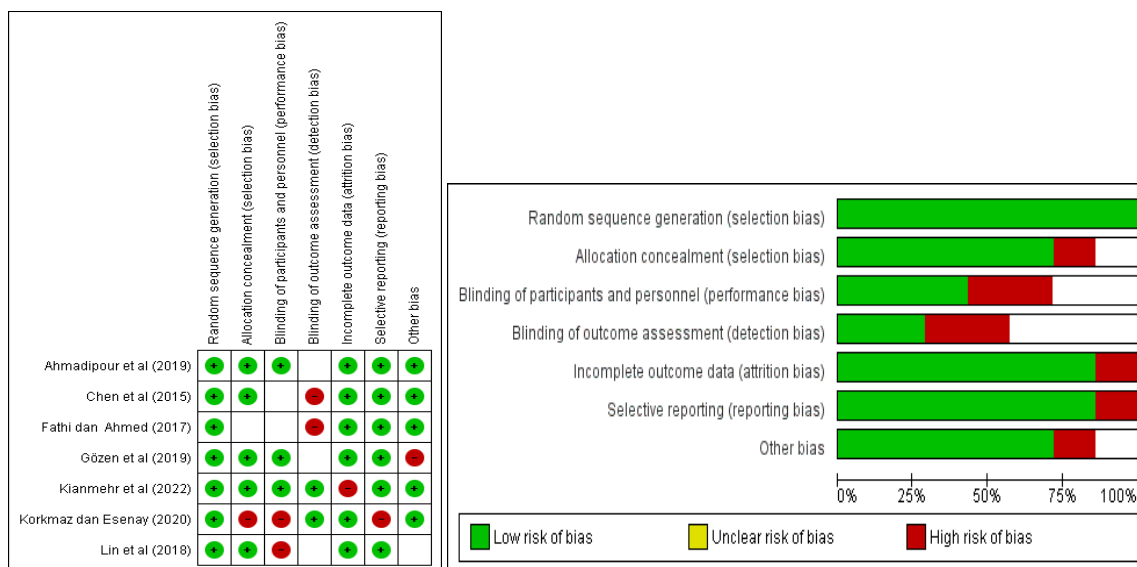 Random sequence generation (selection bias)
Allocation concealment (selection bias)
Blinding of participants and personnel (performance bias)
Blinding of outcome assessment (detection bias)
Incomplete outcome data (attrition bias)
Selective reporting (reporting bias)
Other bias
Ahmadipour et al (2019) + + + + + +
Chen et al (2015) + + - + + +
Fathi dan Ahmed (2017) + - + + +
Gözen et al (2019) + + + + + -
Kianmehr et al (2022) + + + + - + +
Korkmaz dan Esenay (2020) + - - + + - +
Lin et al (2018) + + - + +
Random sequence generation (selection bias)
Allocation concealment (selection bias)
Blinding of participants and personnel (performance bias)
Blinding of outcome assessment (detection bias)
Incomplete outcome data (attrition bias)
Selective reporting (reporting bias)
Other bias
0% 25% 50% 75% 100%
Low risk of bias Unclear risk of bias High risk of bias